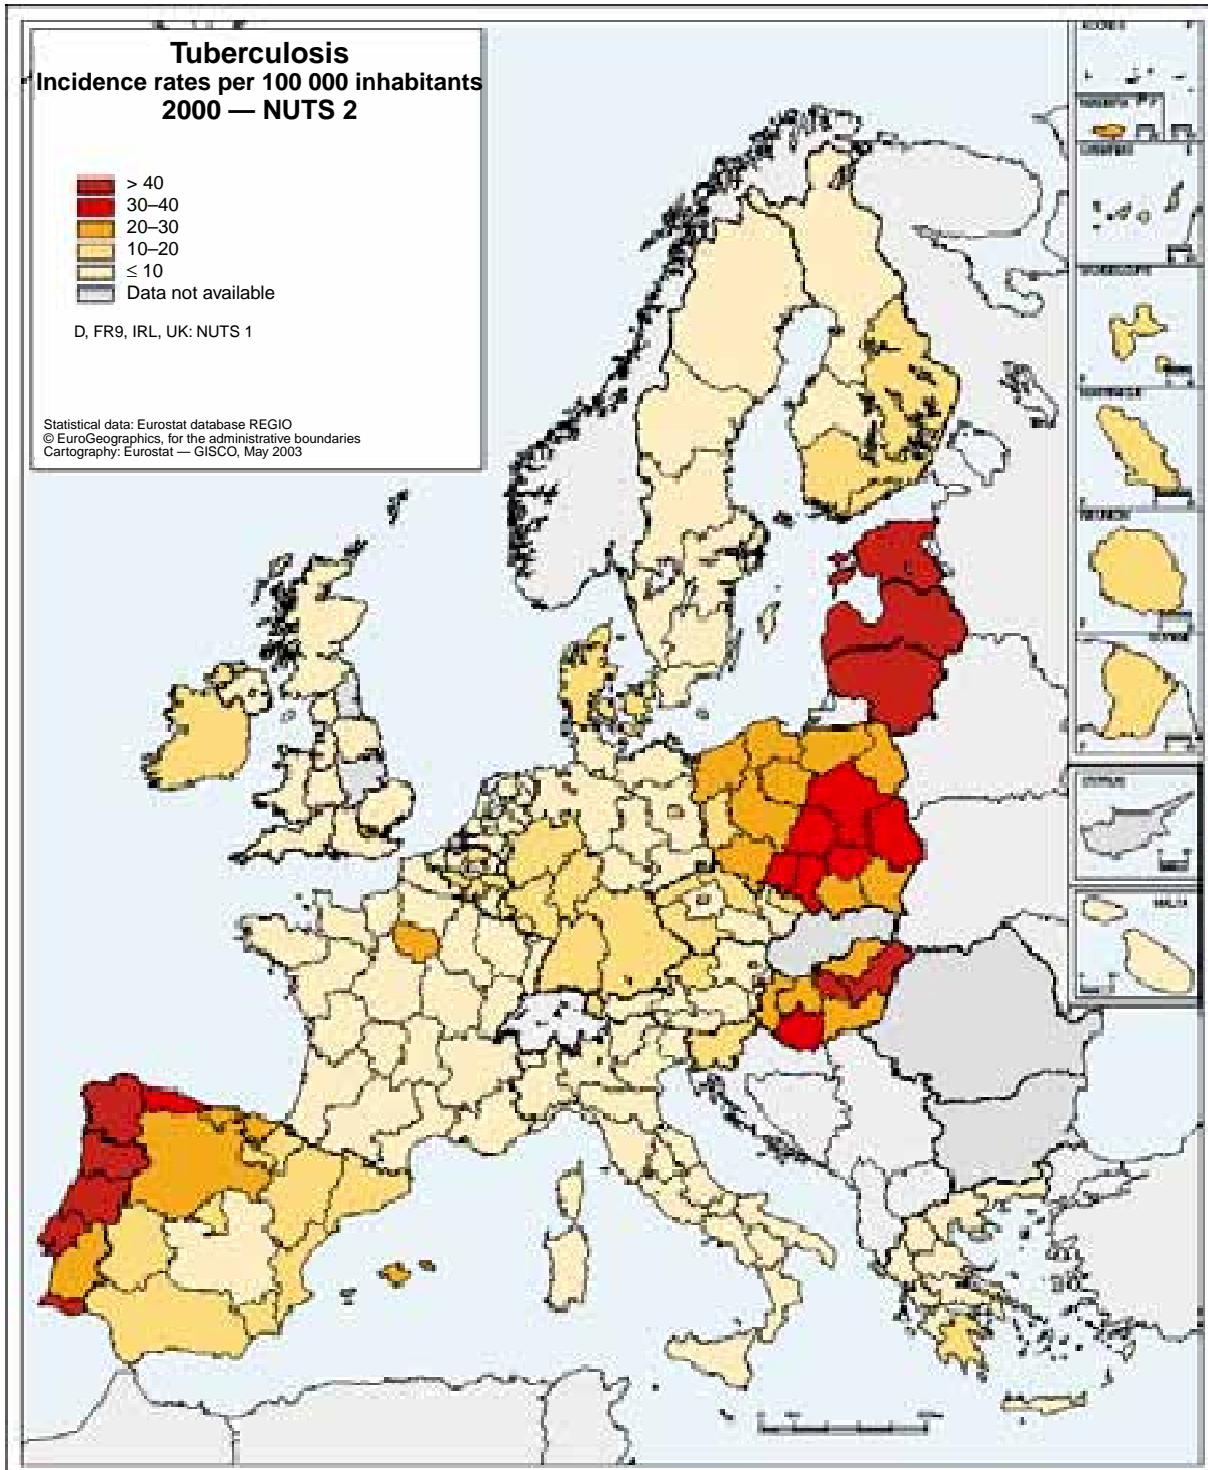 Tuberculosis
Incidence rates per 100 000 inhabitants
2000 — NUTS 2
> 40
30–40
20–30
10–20
≤ 10
Data not available
D, FR9, IRL, UK: NUTS 1
Statistical data: Eurostat database REGIO
© EuroGeographics, for the administrative boundaries
Cartography: Eurostat — GISCO, May 2003